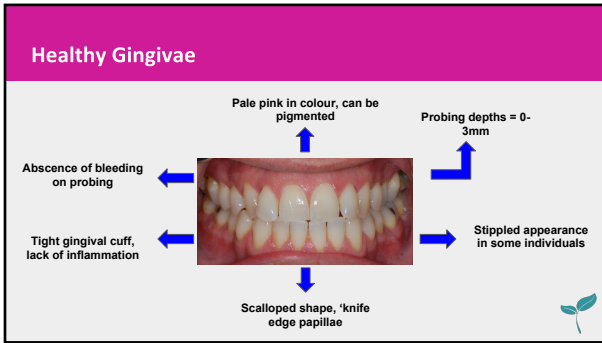 Healthy Gingivae
Pale pink in colour, can be
pigmented
Probing depths = 0-
3mm
Abscence of bleeding
on probing
Tight gingival cuff,
lack of inflammation
Stippled appearance
in some individuals
Scalloped shape, ‘knife
edge papillae